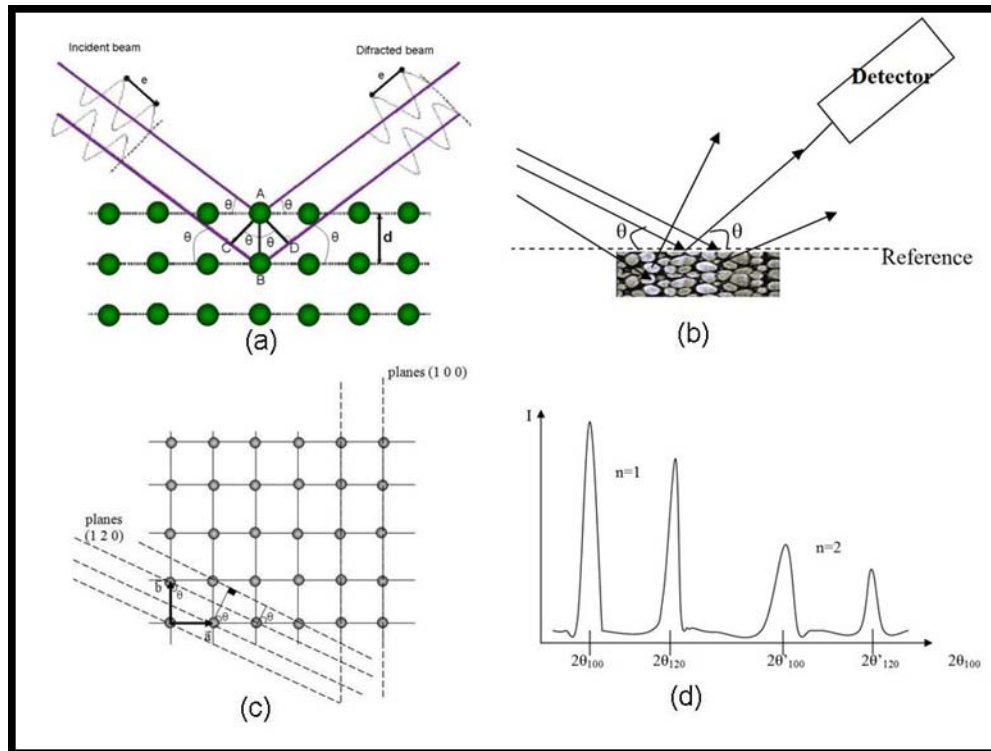 Incident beam
Difracted beam
e
e
A
θ
θ
θ
θ
C
θ
θ
D
B
d
(a)
Detector
θ
θ
Reference
(b)
planes (1 0 0)
planes
(1 2 0)
b
θ
a
θ
θ
(c)
I
n=1
n=2
2θ100
2θ120
2θ'100
2θ'120
2θ100
(d)